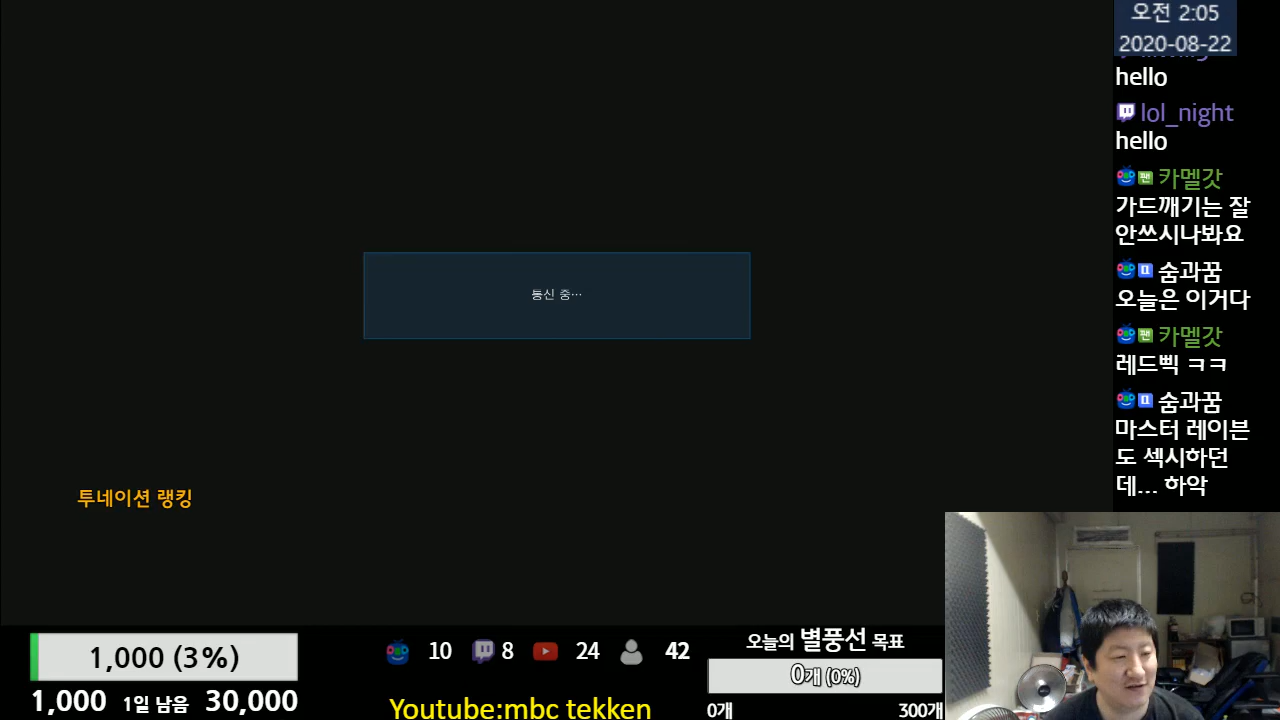 오전 2:05
2020-08-22
hello
lol_night
hello
팬 카멜갓
가드깨기는 잘
안쓰시나봐요
숨과꿈
오늘은 이거다
팬 카멜갓
레드삑 ㅋㅋ
숨과꿈
마스터 레이븐
도 섹시하던
데... 하악
통신 중...
투네이션 랭킹
1,000 (3%)
1,000 1일 남음 30,000
10 8 24 42
Youtube:mbc tekken
오늘의 별풍선 목표
0개 (0%)
0개 300개